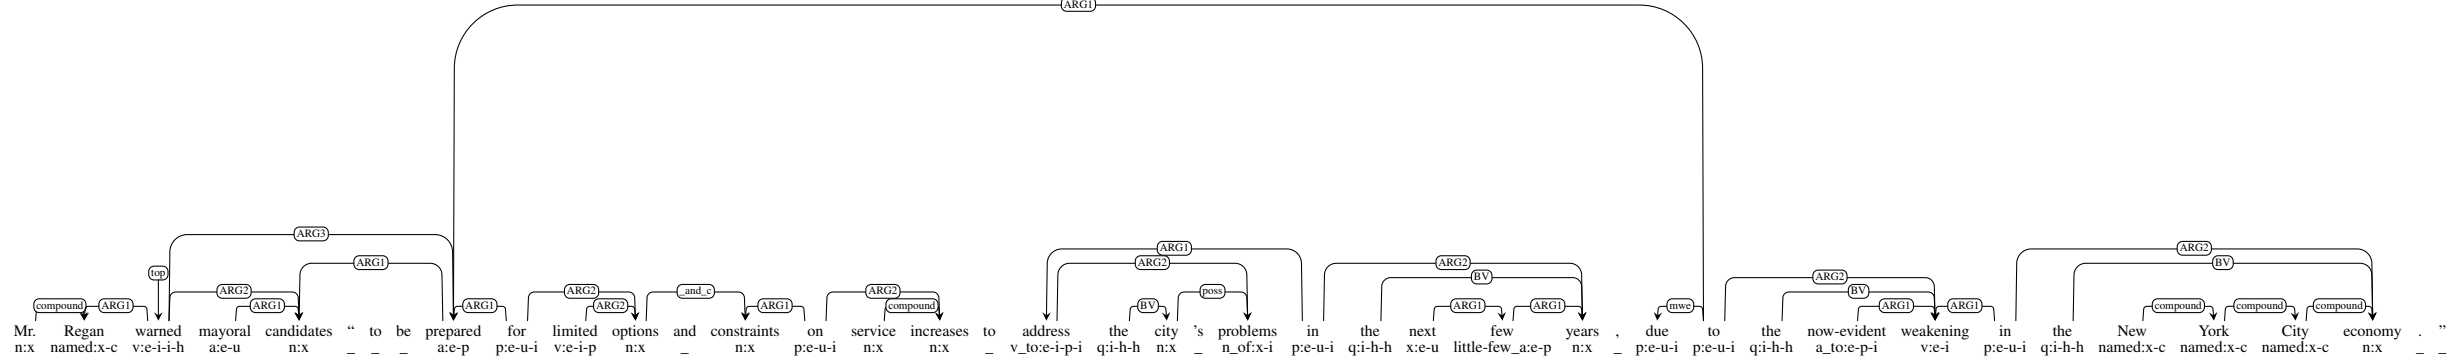 ARG1
ARG3
ARG1 ARG2 BV
top ARG1 ARG2 ARG2 BV ARG2
ARG2 ARG2 _and_c ARG2 poss BV
compound ARG1 ARG1 ARG1 ARG2 ARG1 compound BV ARG1 ARG1 mwe ARG1 ARG1 compound compound compound
Mr. Regan warned mayoral candidates “ to be prepared for limited options and constraints on service increases to address the city ’s problems in the next few years , due to the now-evident weakening in the New York City economy . ”
n:x named:x-c v:e-i-i-h a:e-u n:x _ _ _ a:e-p p:e-u-i v:e-i-p n:x _ n:x p:e-u-i n:x n:x _ v_to:e-i-p-i q:i-h-h n:x _ n_of:x-i p:e-u-i q:i-h-h x:e-u little-few_a:e-p n:x _ p:e-u-i p:e-u-i q:i-h-h a_to:e-p-i v:e-i p:e-u-i q:i-h-h named:x-c named:x-c named:x-c n:x _ _